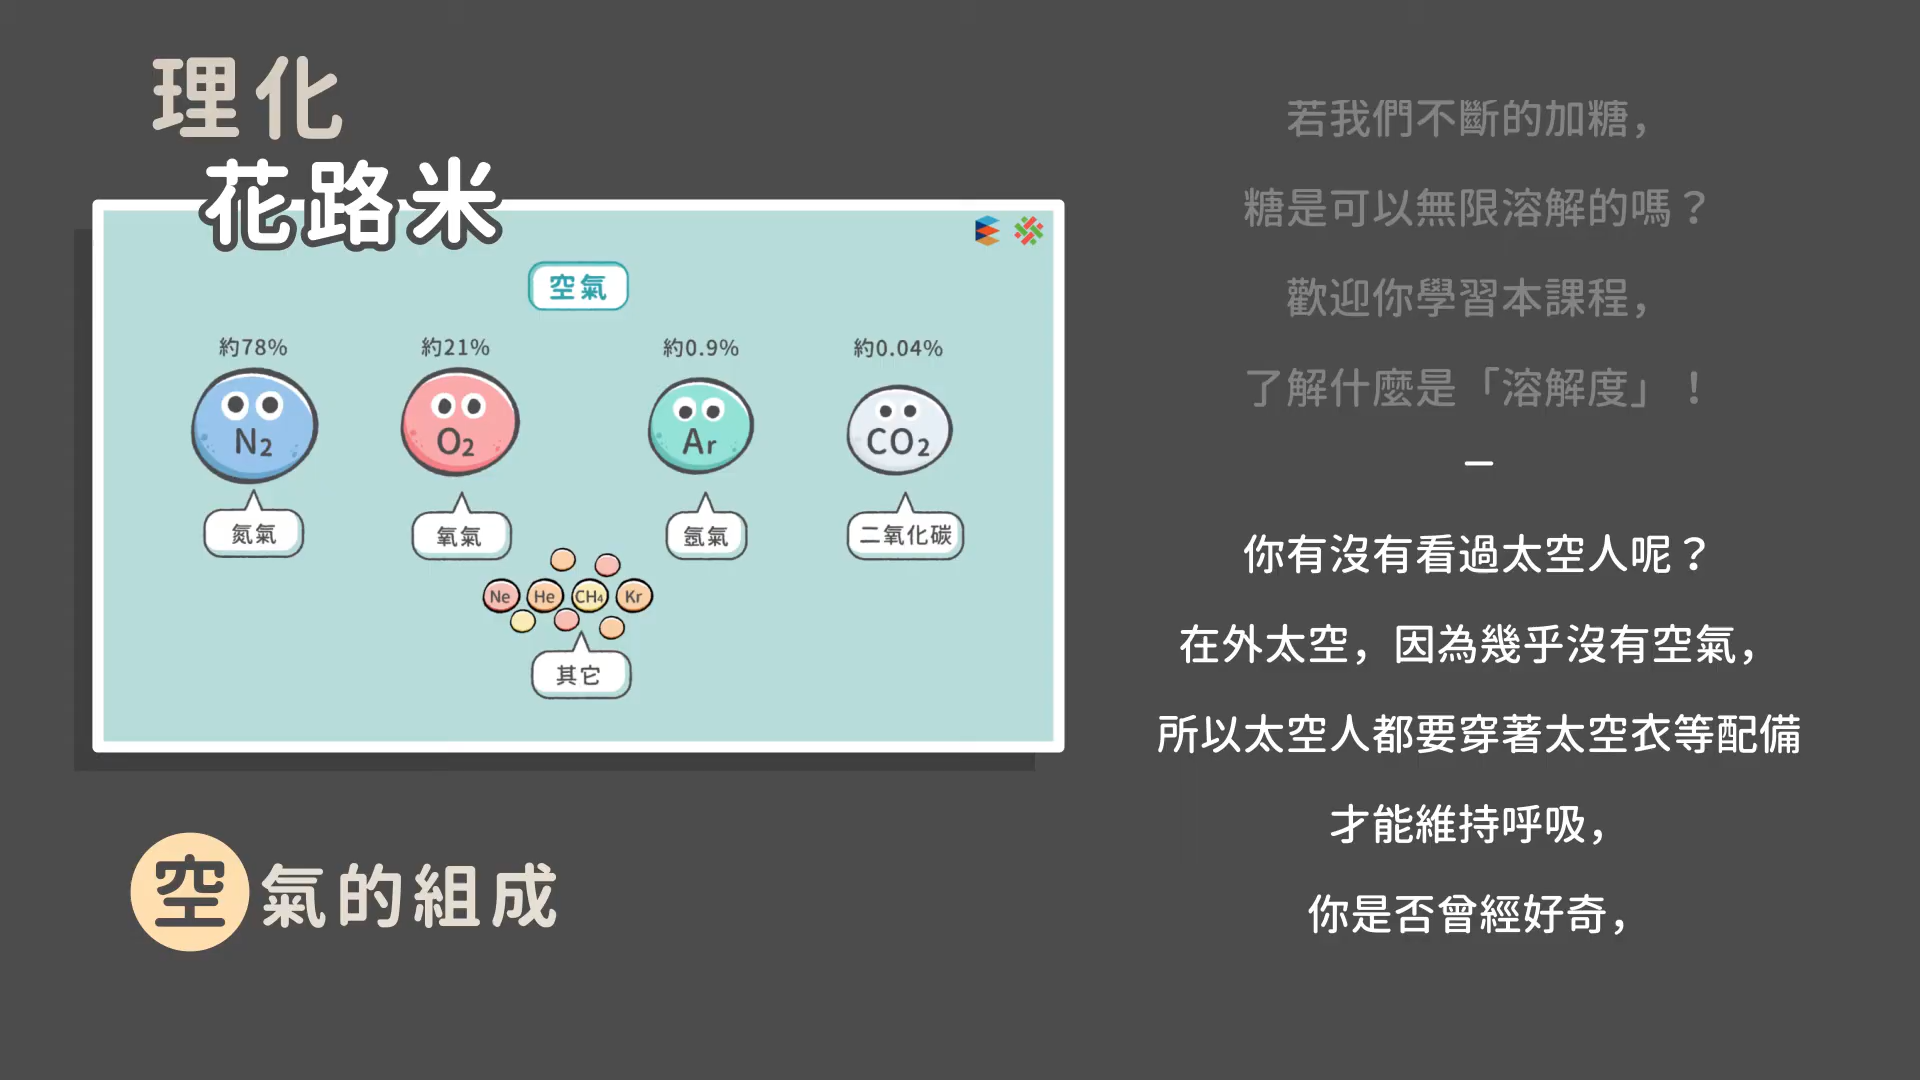 理化
花路米
空氣
約78%
約21%
約0.9%
約0.04%
N2
O2
Ar
CO2
氮氣
氧氣
氬氣
二氧化碳
Ne
He
CH4
Kr
其它
空氣的組成
若我們不斷的加糖，
糖是可以無限溶解的嗎？
歡迎你學習本課程，
了解什麼是「溶解度」！
—
你有沒有看過太空人呢？
在外太空，因為幾乎沒有空氣，
所以太空人都要穿著太空衣等配備
才能維持呼吸，
你是否曾經好奇，